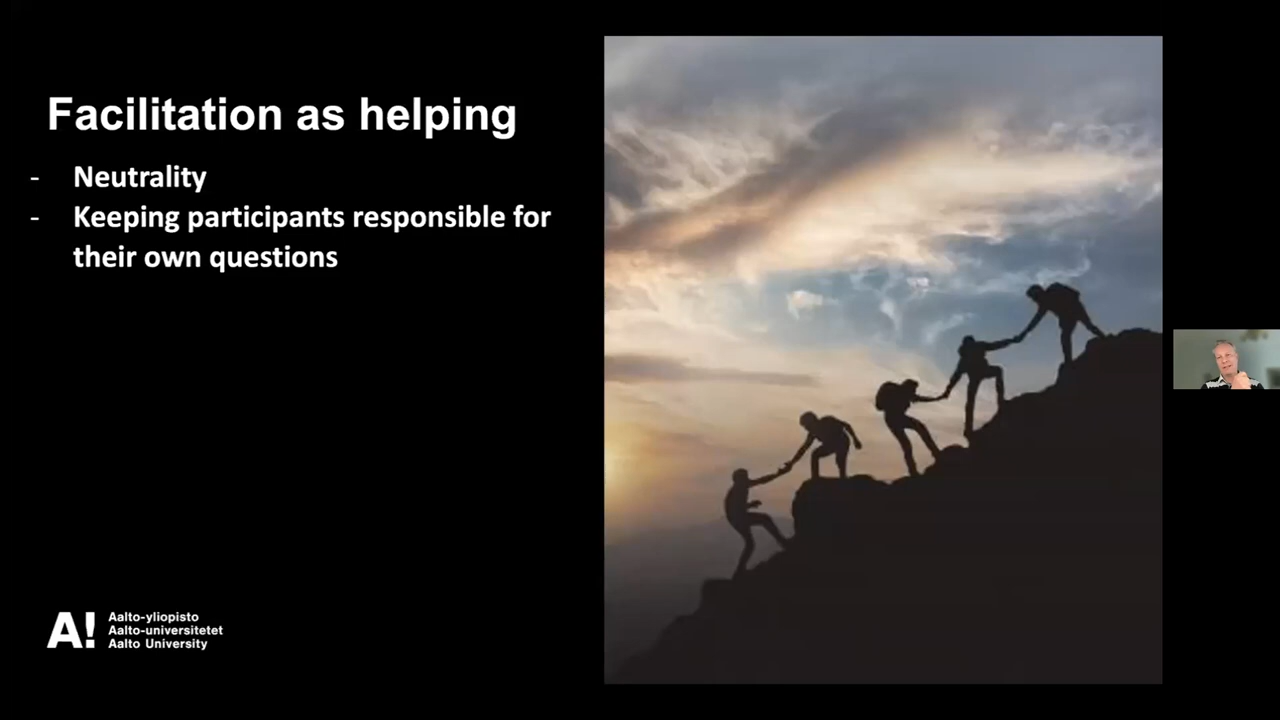 Facilitation as helping
- Neutrality
- Keeping participants responsible for
their own questions
A! Aalto-yliopisto
Aalto-universitetet
Aalto University